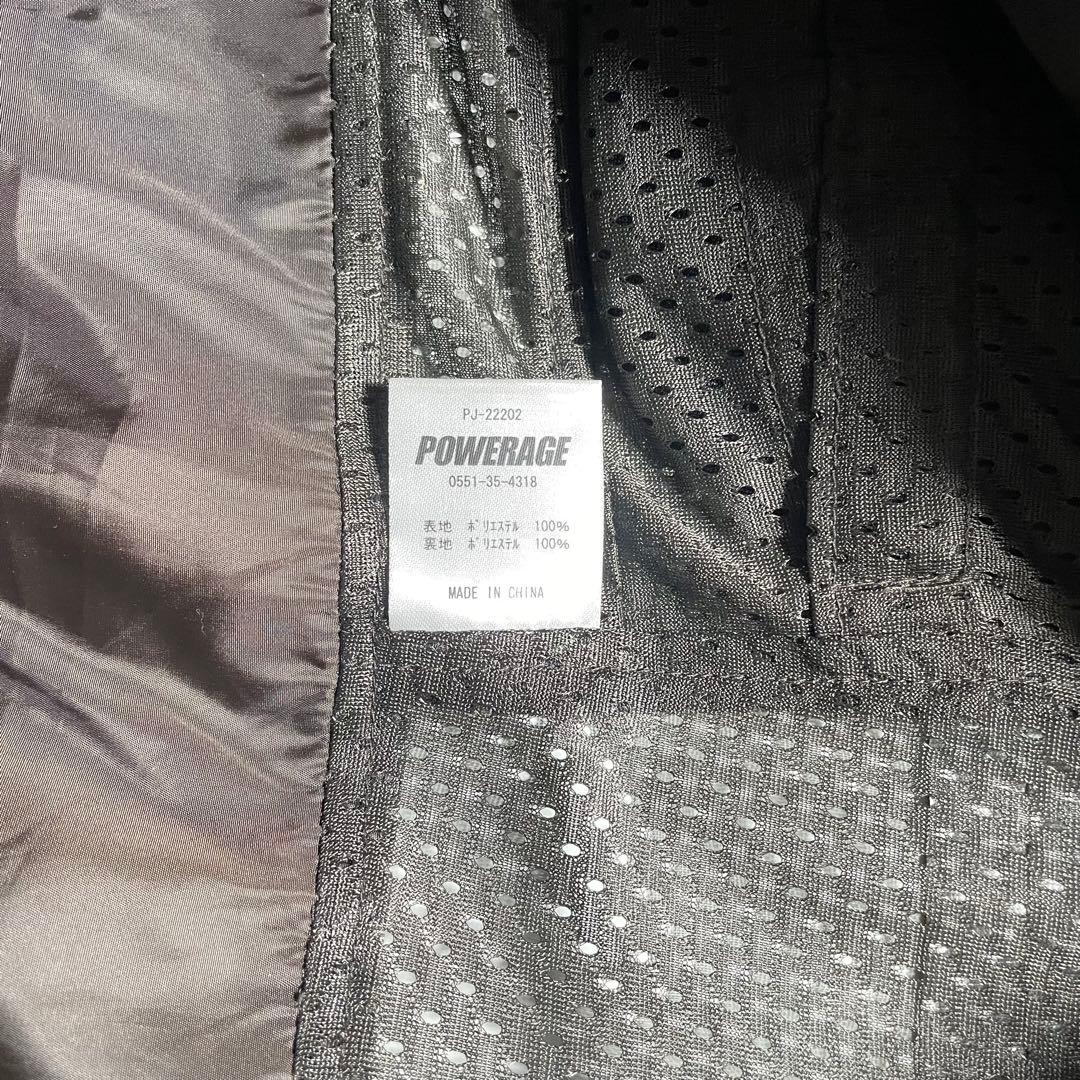 PJ-22202
POWERAGE
0551-35-4318
表地 ポリエステル 100%
裏地 ポリエステル 100%
MADE IN CHINA